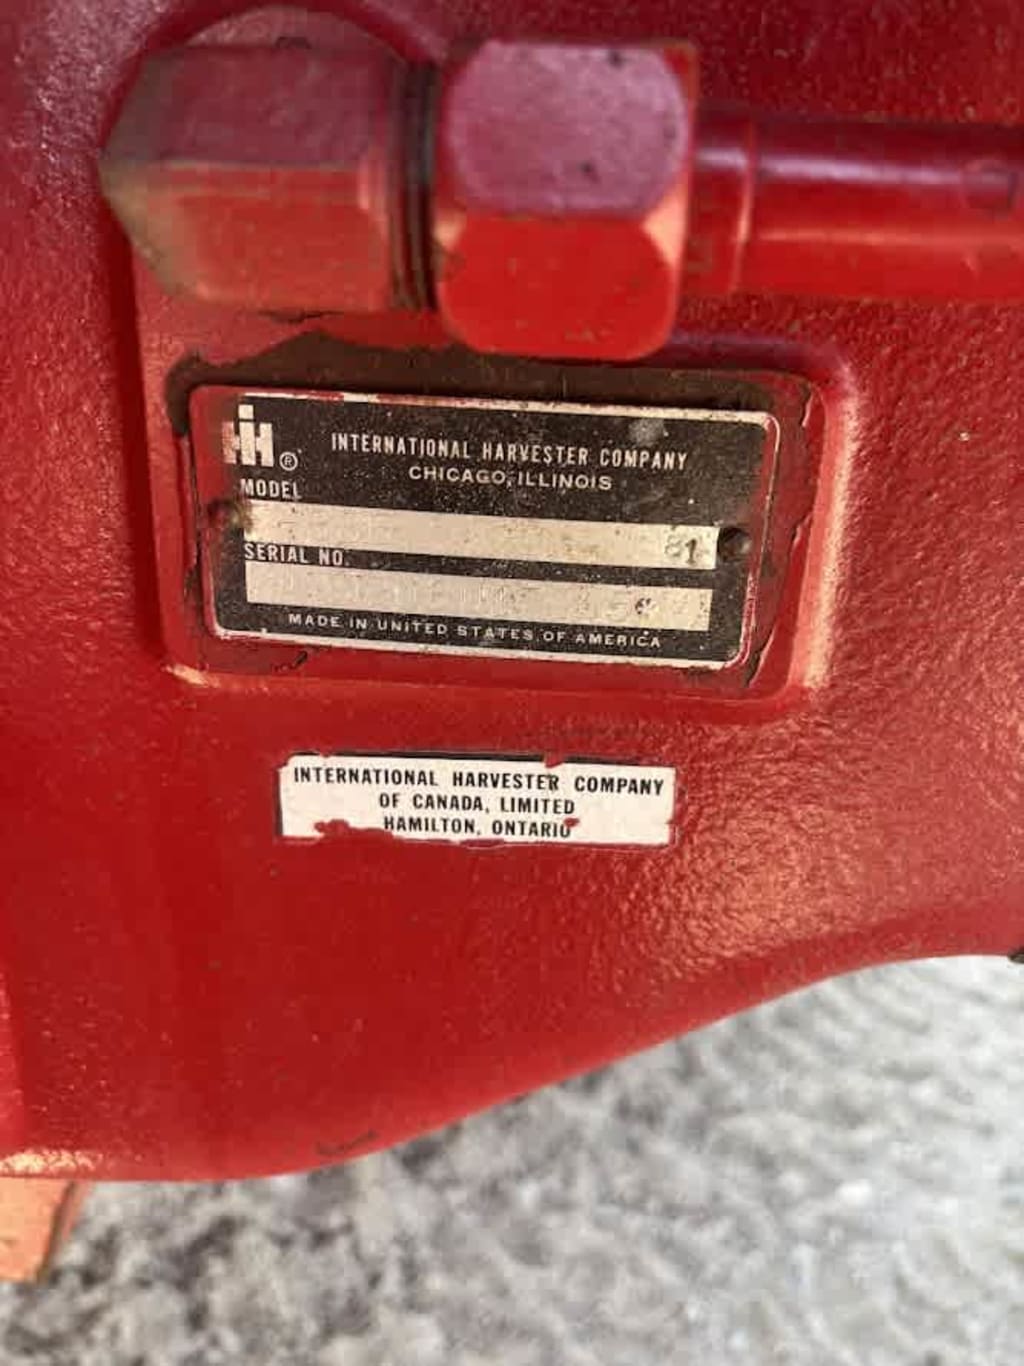 IH ®
INTERNATIONAL HARVESTER COMPANY
CHICAGO, ILLINOIS
MODEL
81
SERIAL NO.
MADE IN UNITED STATES OF AMERICA
INTERNATIONAL HARVESTER COMPANY
OF CANADA, LIMITED
HAMILTON, ONTARIO